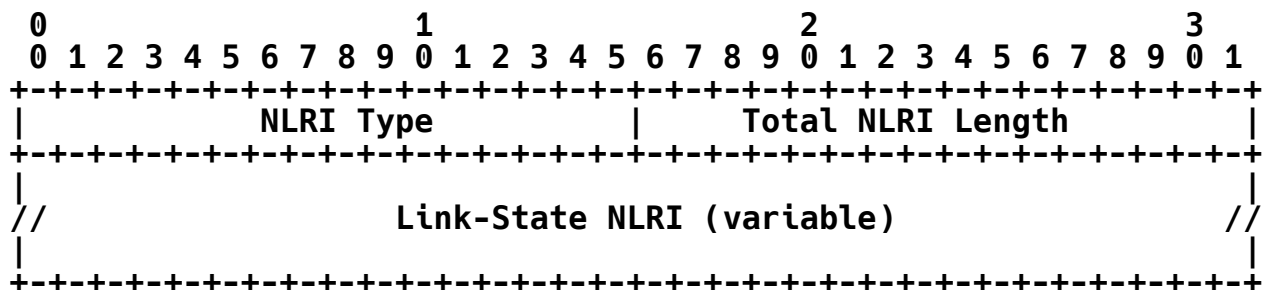 0                   1                   2                   3
 0 1 2 3 4 5 6 7 8 9 0 1 2 3 4 5 6 7 8 9 0 1 2 3 4 5 6 7 8 9 0 1
+-+-+-+-+-+-+-+-+-+-+-+-+-+-+-+-+-+-+-+-+-+-+-+-+-+-+-+-+-+-+-+-+
|            NLRI Type          |     Total NLRI Length         |
+-+-+-+-+-+-+-+-+-+-+-+-+-+-+-+-+-+-+-+-+-+-+-+-+-+-+-+-+-+-+-+-+
|                                                               |
//                  Link-State NLRI (variable)                 //
|                                                               |
+-+-+-+-+-+-+-+-+-+-+-+-+-+-+-+-+-+-+-+-+-+-+-+-+-+-+-+-+-+-+-+-+